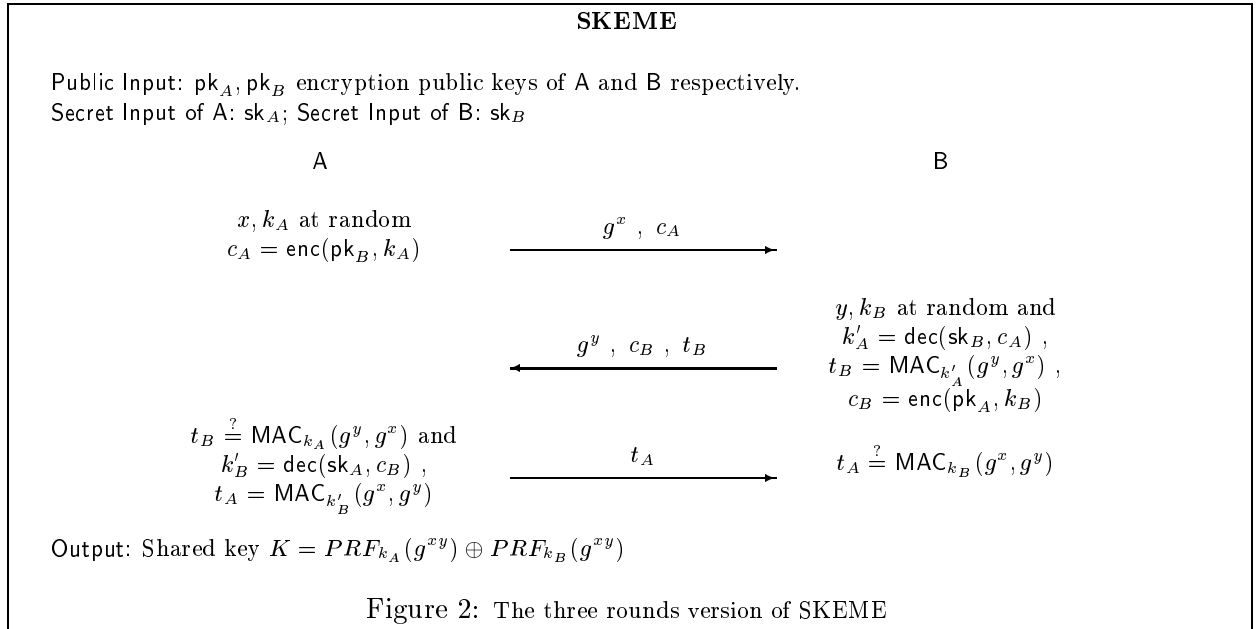 SKEME
Public Input: pk_A, pk_B encryption public keys of A and B respectively.
Secret Input of A: sk_A; Secret Input of B: sk_B
A B
x, k_A at random
c_A = enc(pk_B, k_A)
g^x , c_A
y, k_B at random and
k'_A = dec(sk_B, c_A) ,
t_B = MAC_{k'_A}(g^y, g^x) ,
c_B = enc(pk_A, k_B)
g^y , c_B , t_B
t_B ≟ MAC_{k_A}(g^y, g^x) and
k'_B = dec(sk_A, c_B) ,
t_A = MAC_{k'_B}(g^x, g^y)
t_A
t_A ≟ MAC_{k_B}(g^x, g^y)
Output: Shared key K = PRF_{k_A}(g^{xy}) ⊕ PRF_{k_B}(g^{xy})
Figure 2: The three rounds version of SKEME